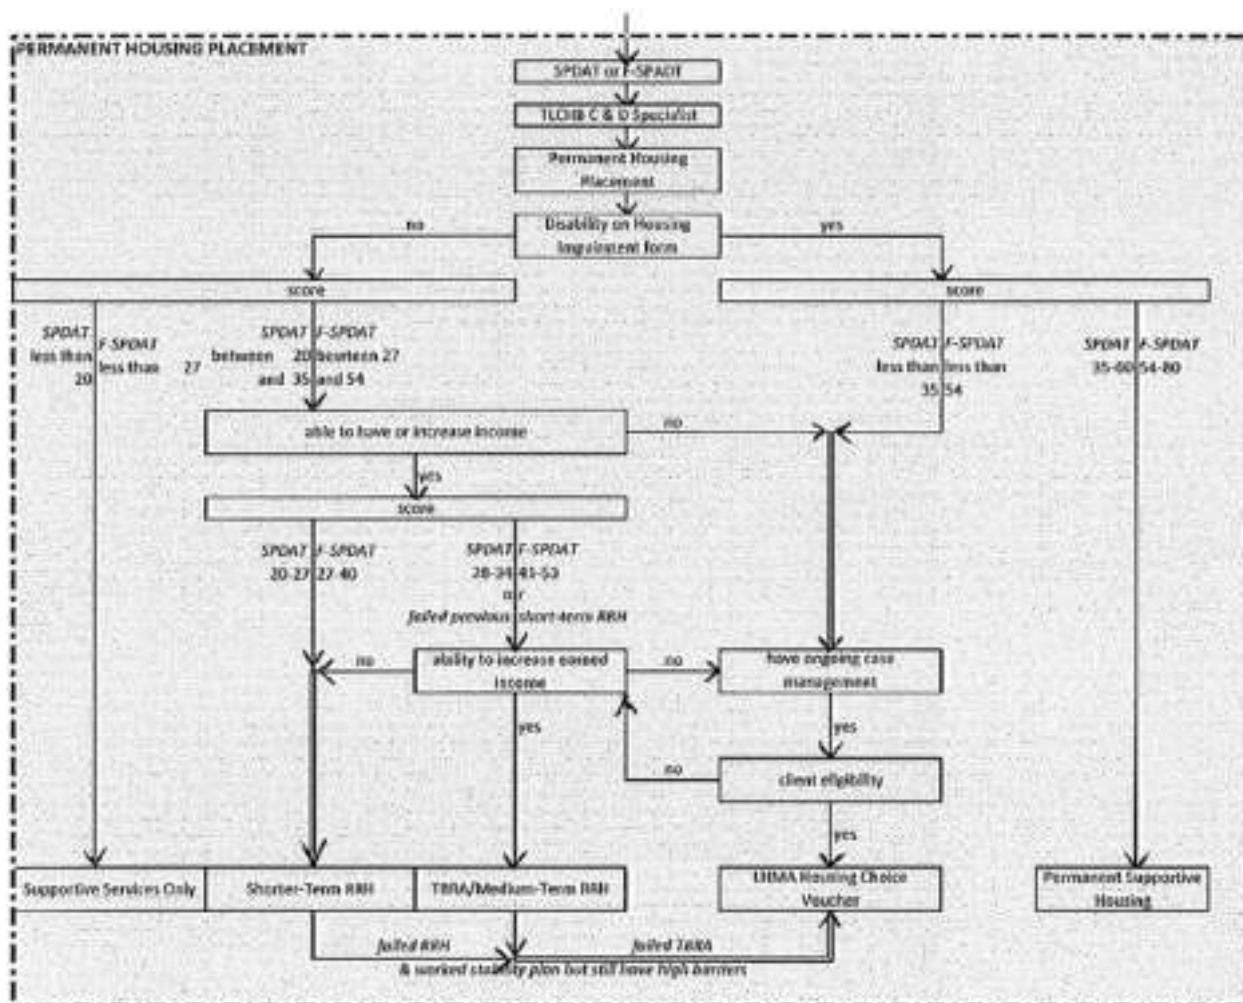 PERMANENT HOUSING PLACEMENT
SPDAT or F-SPADT
TLCHB C & D Specialist
Permanent Housing
Placement
no
Disability on Housing
Impairment form
yes
score
score
SPDAT
less than
20
F-SPDAT
less than 27
SPDAT F-SPDAT
between 20 bewteen 27
and 35 and 54
SPDAT F-SPDAT
less than less than
35 54
SPDAT F-SPDAT
35-60 54-80
able to have or increase income
no
yes
score
SPDAT F-SPDAT
20-27 27-40
SPDAT F-SPDAT
28-34 41-53
or
failed previous short-term RRH
no
ability to increase earned
income
no
have ongoing case
management
yes
yes
no
client eligibility
yes
Supportive Services Only
Shorter-Term RRH
TBRA/Medium-Term RRH
LHMA Housing Choice
Voucher
Permanent Supportive
Housing
failed RRH
failed TBRA
& worked stability plan but still have high barriers